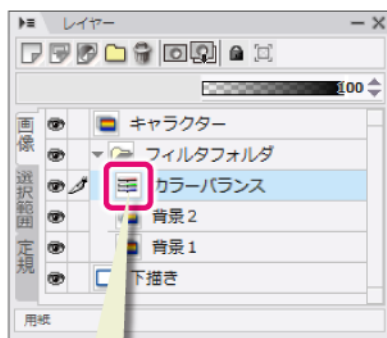 レイヤー
100
画像
選択範囲
定規
キャラクター
フィルタフォルダ
カラーバランス
背景2
背景1
下描き
用紙